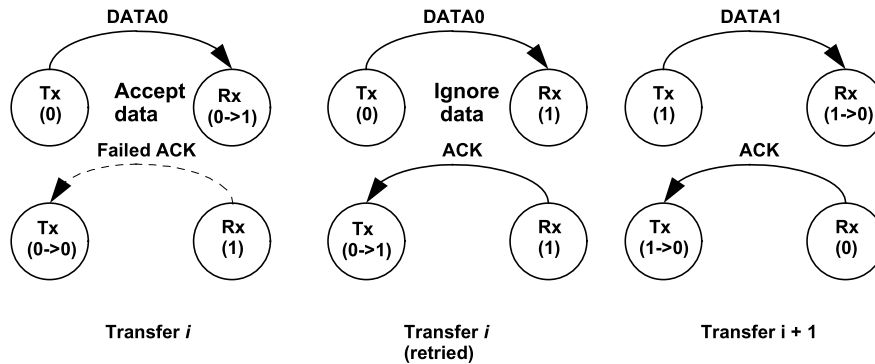 DATA0
Tx
(0)
Accept
data
Rx
(0->1)
Failed ACK
Tx
(0->0)
Rx
(1)
Transfer i
DATA0
Tx
(0)
Ignore
data
Rx
(1)
ACK
Tx
(0->1)
Rx
(1)
Transfer i
(retried)
DATA1
Tx
(1)
Rx
(1->0)
ACK
Tx
(1->0)
Rx
(0)
Transfer i + 1